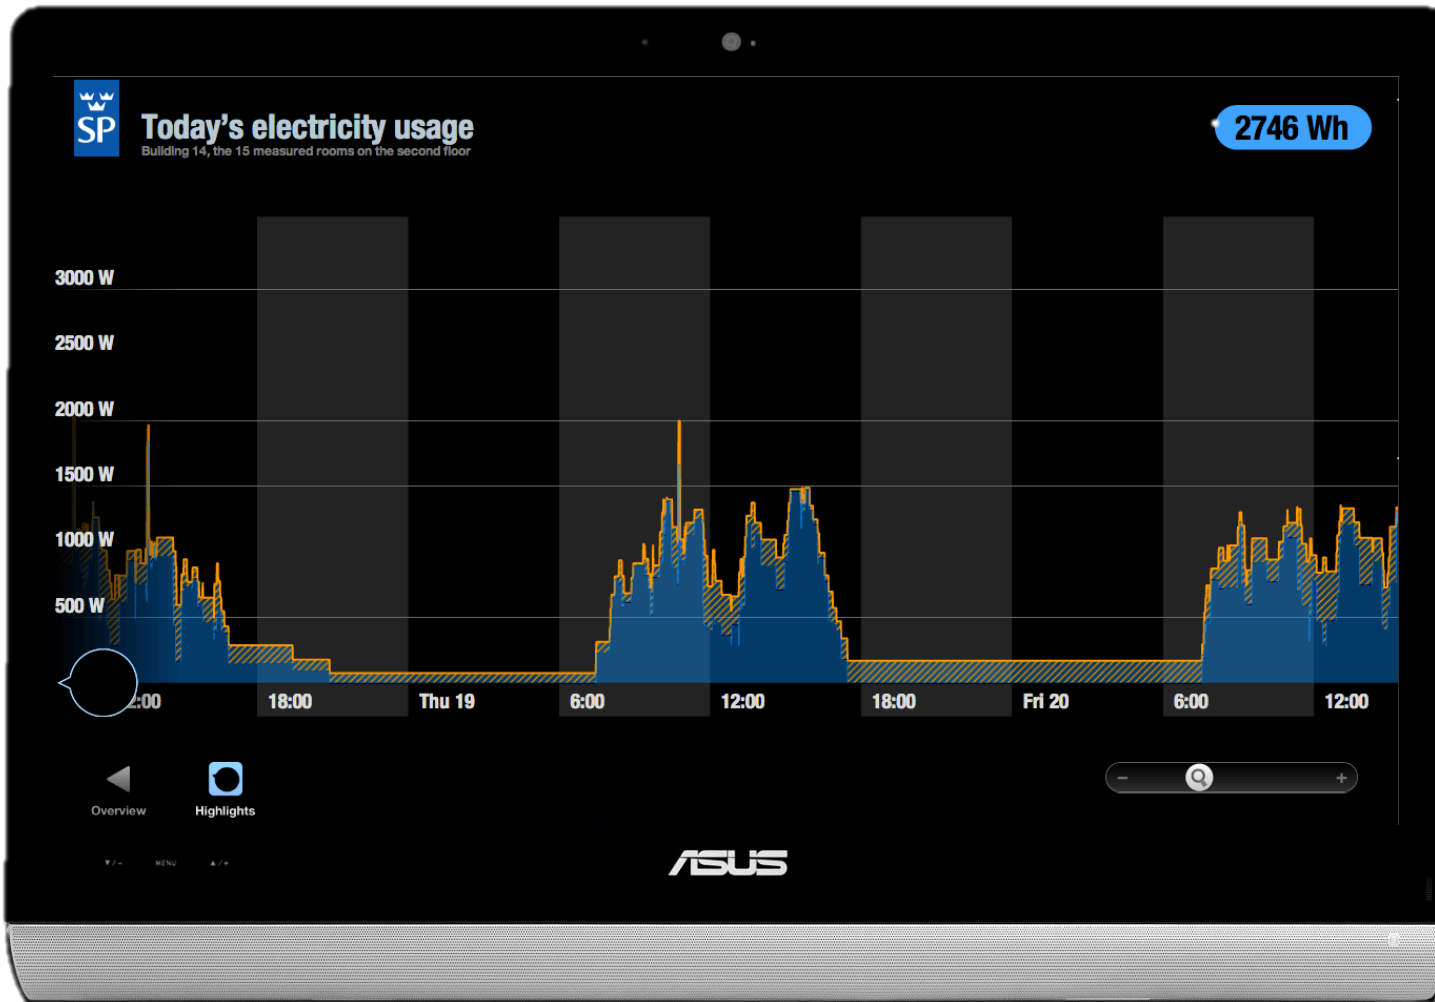 SP
Today's electricity usage
Building 14, the 15 measured rooms on the second floor
2746 Wh
3000 W
2500 W
2000 W
1500 W
1000 W
500 W
2:00
18:00
Thu 19
6:00
12:00
18:00
Fri 20
6:00
12:00
Overview
Highlights
−
+
▼/−
MENU
▲/+
ASUS